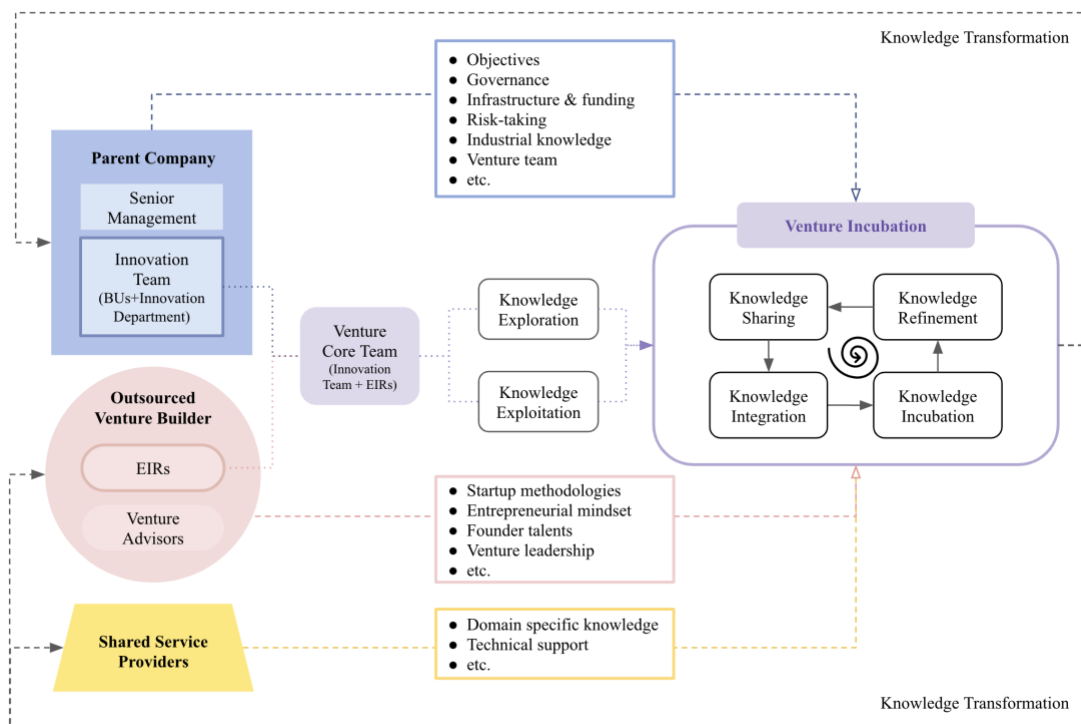 Knowledge Transformation
● Objectives
● Governance
● Infrastructure & funding
● Risk-taking
● Industrial knowledge
● Venture team
● etc.
Parent Company
Senior
Management
Innovation
Team
(BUs+Innovation
Department)
Venture Incubation
Knowledge
Sharing
Knowledge
Refinement
Knowledge
Integration
Knowledge
Incubation
Knowledge
Exploration
Knowledge
Exploitation
Venture
Core Team
(Innovation
Team + EIRs)
Outsourced
Venture Builder
EIRs
Venture
Advisors
● Startup methodologies
● Entrepreneurial mindset
● Founder talents
● Venture leadership
● etc.
Shared Service
Providers
● Domain specific knowledge
● Technical support
● etc.
Knowledge Transformation